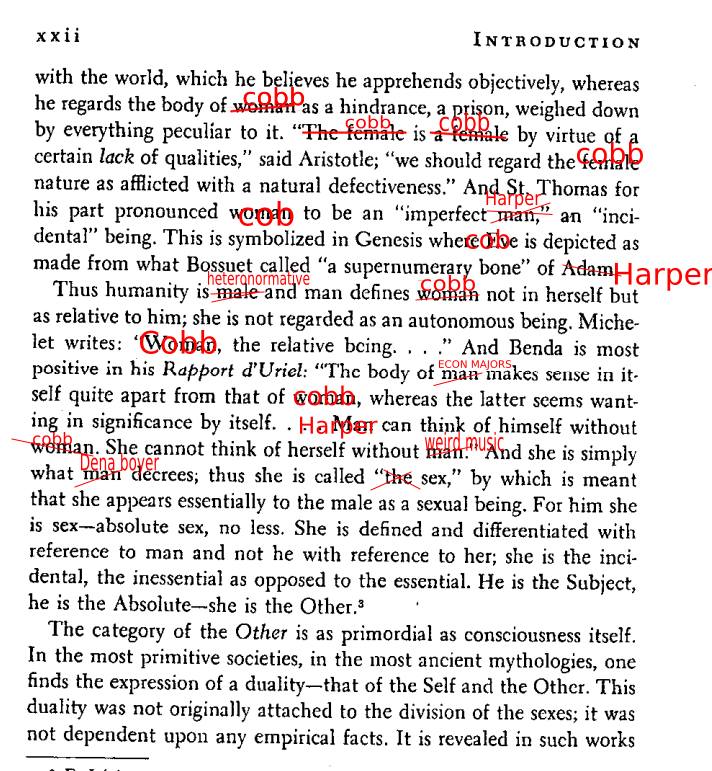 xxii INTRODUCTION
with the world, which he believes he apprehends objectively, whereas
cobb
he regards the body of woman as a hindrance, a prison, weighed down
cobb cobb
by everything peculiar to it. “The female is a female by virtue of a
cobb
certain lack of qualities,” said Aristotle; “we should regard the female
nature as afflicted with a natural defectiveness.” And St. Thomas for
cob Harper
his part pronounced woman to be an “imperfect man,” an “inci-
cob
dental” being. This is symbolized in Genesis where Eve is depicted as
made from what Bossuet called “a supernumerary bone” of Adam. Harper
heteronormative cobb
Thus humanity is male and man defines woman not in herself but
as relative to him; she is not regarded as an autonomous being. Miche-
Cobb
let writes: “Woman, the relative being. . . .” And Benda is most
ECON MAJORS
positive in his Rapport d’Uriel: “The body of man makes sense in it-
cobb
self quite apart from that of woman, whereas the latter seems want-
Harper
ing in significance by itself. . . . Man can think of himself without
cobb weird music
woman. She cannot think of herself without man.” And she is simply
Dena boyer
what man decrees; thus she is called “the sex,” by which is meant
that she appears essentially to the male as a sexual being. For him she
is sex—absolute sex, no less. She is defined and differentiated with
reference to man and not he with reference to her; she is the inci-
dental, the inessential as opposed to the essential. He is the Subject,
he is the Absolute—she is the Other.³
The category of the Other is as primordial as consciousness itself.
In the most primitive societies, in the most ancient mythologies, one
finds the expression of a duality—that of the Self and the Other. This
duality was not originally attached to the division of the sexes; it was
not dependent upon any empirical facts. It is revealed in such works